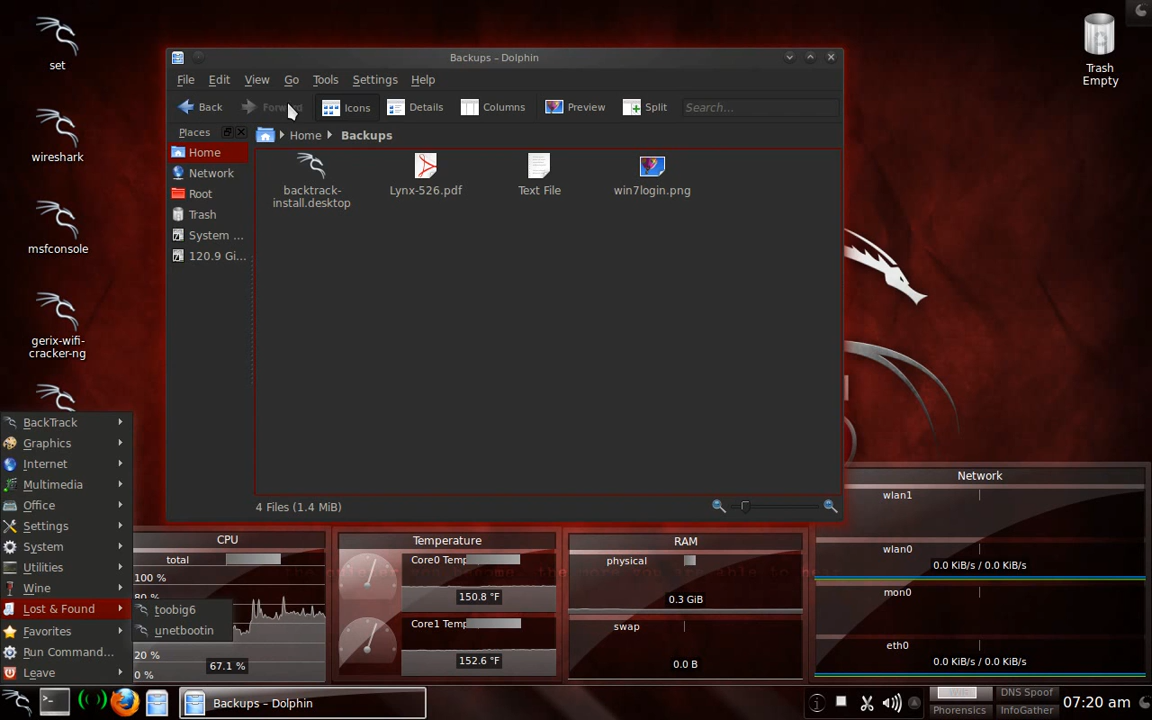 set
wireshark
msfconsole
gerix-wifi-
cracker-ng
Trash
Empty
Backups – Dolphin
File Edit View Go Tools Settings Help
Back Forward Icons Details Columns Preview Split Search...
Places
Home
Network
Root
Trash
System ...
120.9 Gi...
Home Backups
backtrack-
install.desktop
Lynx-526.pdf
Text File
win7login.png
4 Files (1.4 MiB)
BackTrack
Graphics
Internet
Multimedia
Office
Settings
System
Utilities
Wine
Lost & Found
Favorites
Run Command...
Leave
toobig6
unetbootin
CPU
total
100 %
20 %
0 %
67.1 %
Temperature
Core0 Temp
150.8 °F
Core1 Temp
152.6 °F
RAM
physical
0.3 GiB
swap
0.0 B
Network
wlan1
wlan0
0.0 KiB/s / 0.0 KiB/s
mon0
eth0
0.0 KiB/s / 0.0 KiB/s
Backups – Dolphin
DNS Spoof
Phorensics InfoGather
07:20 am